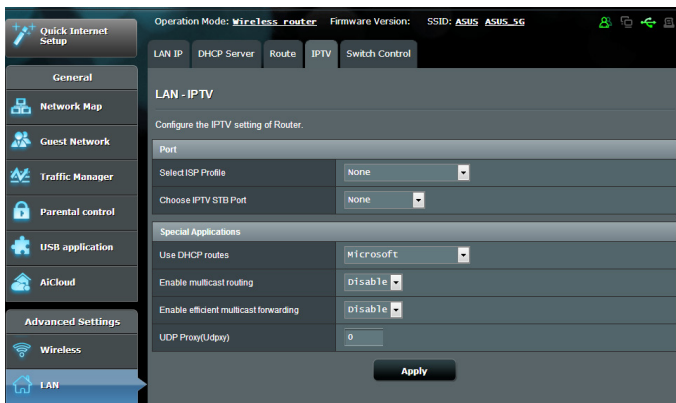 Quick Internet
Setup
General
Network Map
Guest Network
Traffic Manager
Parental control
USB application
AiCloud
Advanced Settings
Wireless
LAN
Operation Mode: Wireless router Firmware Version: SSID: ASUS ASUS_5G
LAN IP DHCP Server Route IPTV Switch Control
LAN - IPTV
Configure the IPTV setting of Router.
Port
Select ISP Profile None
Choose IPTV STB Port None
Special Applications
Use DHCP routes Microsoft
Enable multicast routing Disable
Enable efficient multicast forwarding Disable
UDP Proxy(Udpxy) 0
Apply